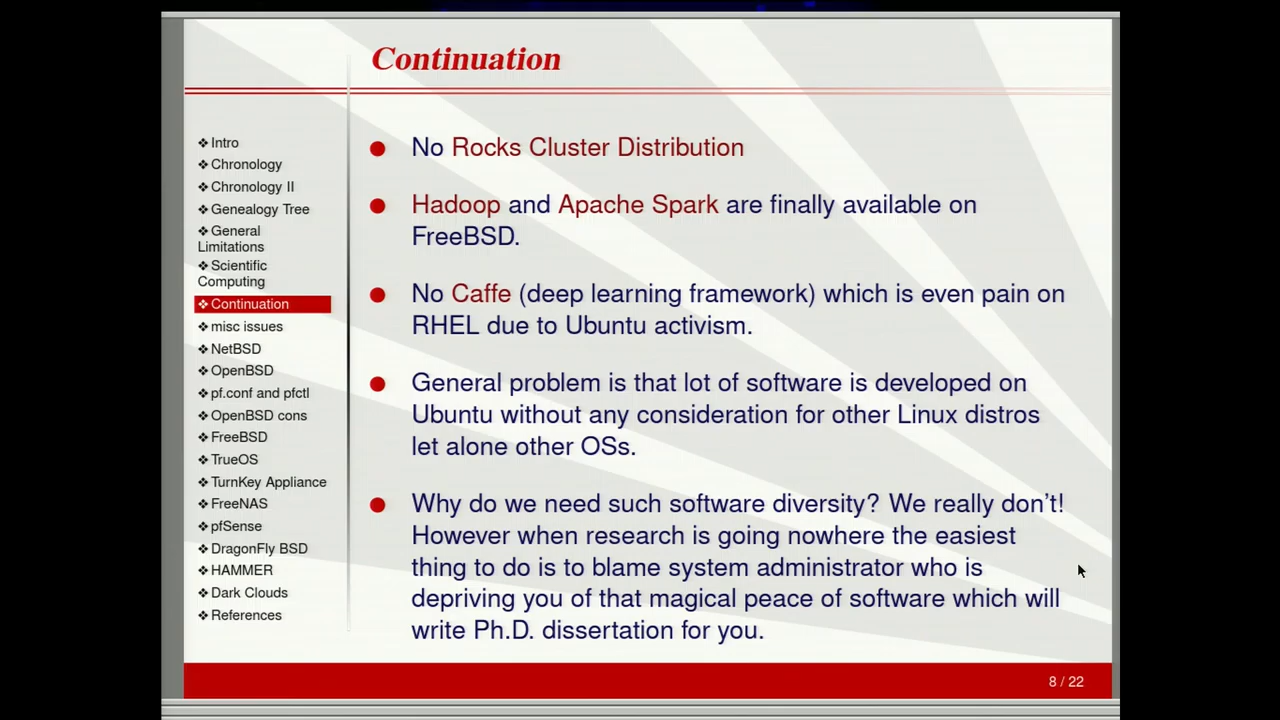 Continuation
❖ Intro
❖ Chronology
❖ Chronology II
❖ Genealogy Tree
❖ General
Limitations
❖ Scientific
Computing
❖ Continuation
❖ misc issues
❖ NetBSD
❖ OpenBSD
❖ pf.conf and pfctl
❖ OpenBSD cons
❖ FreeBSD
❖ TrueOS
❖ TurnKey Appliance
❖ FreeNAS
❖ pfSense
❖ DragonFly BSD
❖ HAMMER
❖ Dark Clouds
❖ References
● No Rocks Cluster Distribution
● Hadoop and Apache Spark are finally available on
FreeBSD.
● No Caffe (deep learning framework) which is even pain on
RHEL due to Ubuntu activism.
● General problem is that lot of software is developed on
Ubuntu without any consideration for other Linux distros
let alone other OSs.
● Why do we need such software diversity? We really don't!
However when research is going nowhere the easiest
thing to do is to blame system administrator who is
depriving you of that magical peace of software which will
write Ph.D. dissertation for you.
8 / 22